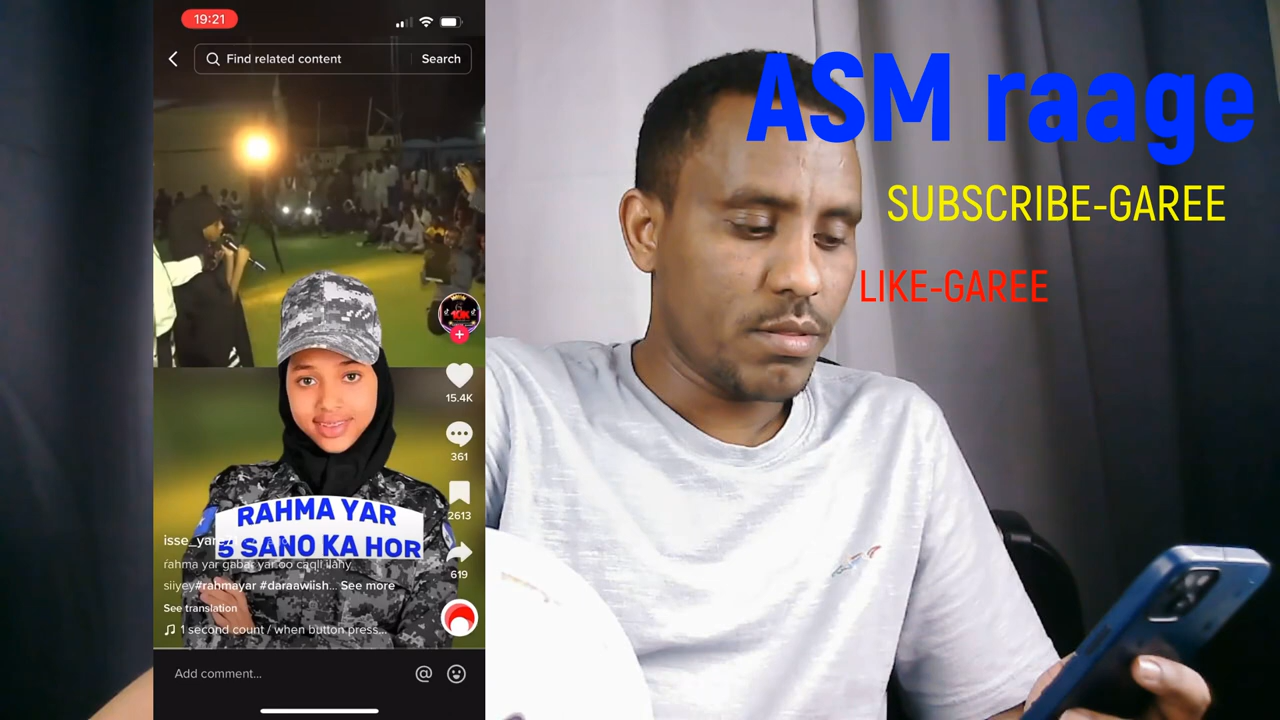 19:21
Find related content
Search
15.4K
361
2613
619
RAHMA YAR
5 SANO KA HOR
isse_yare
rahma yar gabar yar oo caqli ilahy
siiyey#rahmayar #daraawiish... See more
See translation
1 second count / when button press...
Add comment...
ASM raage
SUBSCRIBE-GAREE
LIKE-GAREE